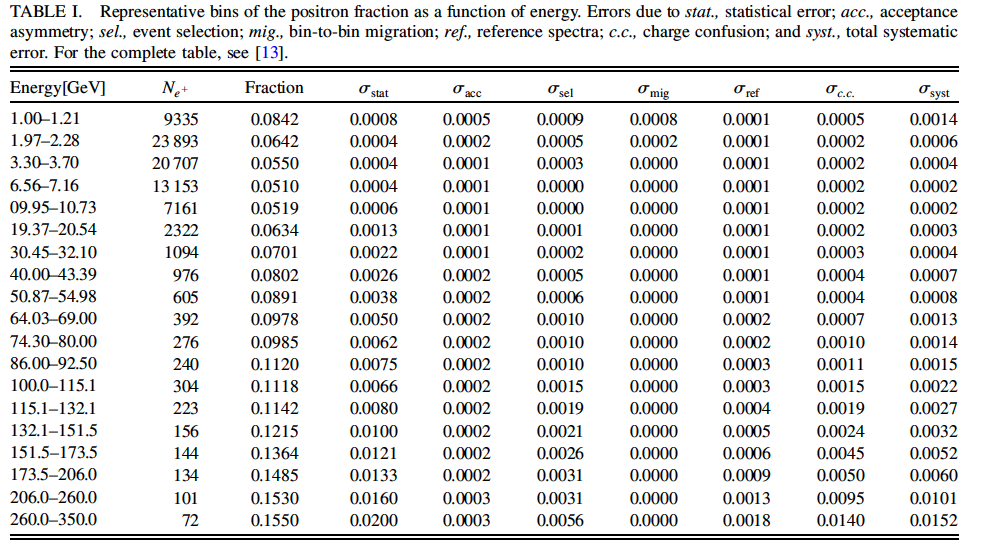 TABLE I. Representative bins of the positron fraction as a function of energy. Errors due to stat., statistical error; acc., acceptance
asymmetry; sel., event selection; mig., bin-to-bin migration; ref., reference spectra; c.c., charge confusion; and syst., total systematic
error. For the complete table, see [13].
Energy[GeV] Ne+ Fraction σstat σacc σsel σmig σref σc.c. σsyst
1.00–1.21 9335 0.0842 0.0008 0.0005 0.0009 0.0008 0.0001 0.0005 0.0014
1.97–2.28 23 893 0.0642 0.0004 0.0002 0.0005 0.0002 0.0001 0.0002 0.0006
3.30–3.70 20 707 0.0550 0.0004 0.0001 0.0003 0.0000 0.0001 0.0002 0.0004
6.56–7.16 13 153 0.0510 0.0004 0.0001 0.0000 0.0000 0.0001 0.0002 0.0002
09.95–10.73 7161 0.0519 0.0006 0.0001 0.0000 0.0000 0.0001 0.0002 0.0002
19.37–20.54 2322 0.0634 0.0013 0.0001 0.0001 0.0000 0.0001 0.0002 0.0003
30.45–32.10 1094 0.0701 0.0022 0.0001 0.0002 0.0000 0.0001 0.0003 0.0004
40.00–43.39 976 0.0802 0.0026 0.0002 0.0005 0.0000 0.0001 0.0004 0.0007
50.87–54.98 605 0.0891 0.0038 0.0002 0.0006 0.0000 0.0001 0.0004 0.0008
64.03–69.00 392 0.0978 0.0050 0.0002 0.0010 0.0000 0.0002 0.0007 0.0013
74.30–80.00 276 0.0985 0.0062 0.0002 0.0010 0.0000 0.0002 0.0010 0.0014
86.00–92.50 240 0.1120 0.0075 0.0002 0.0010 0.0000 0.0003 0.0011 0.0015
100.0–115.1 304 0.1118 0.0066 0.0002 0.0015 0.0000 0.0003 0.0015 0.0022
115.1–132.1 223 0.1142 0.0080 0.0002 0.0019 0.0000 0.0004 0.0019 0.0027
132.1–151.5 156 0.1215 0.0100 0.0002 0.0021 0.0000 0.0005 0.0024 0.0032
151.5–173.5 144 0.1364 0.0121 0.0002 0.0026 0.0000 0.0006 0.0045 0.0052
173.5–206.0 134 0.1485 0.0133 0.0002 0.0031 0.0000 0.0009 0.0050 0.0060
206.0–260.0 101 0.1530 0.0160 0.0003 0.0031 0.0000 0.0013 0.0095 0.0101
260.0–350.0 72 0.1550 0.0200 0.0003 0.0056 0.0000 0.0018 0.0140 0.0152